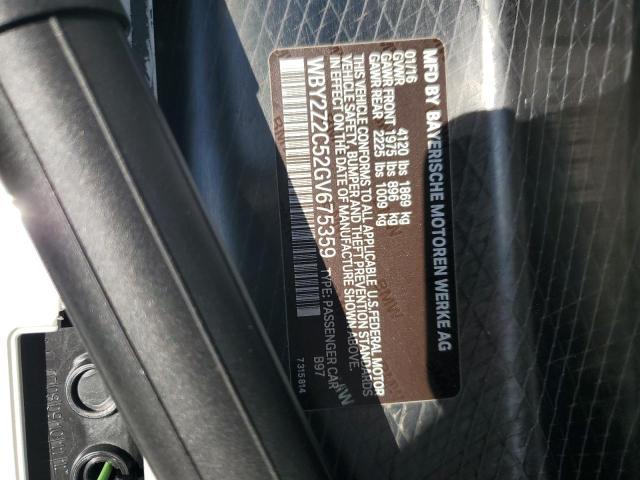 MFD BY BAYERISCHE MOTOREN WERKE AG
01/16
GVWR 4120 lbs 1869 kg
GAWR FRONT 1975 lbs 896 kg
GAWR REAR 2225 lbs 1009 kg
THIS VEHICLE CONFORMS TO ALL APPLICABLE U.S.FEDERAL MOTOR
VEHICLE SAFETY, BUMPER AND THEFT PREVENTION STANDARDS
IN EFFECT ON THE DATE OF MANUFACTURE SHOWN ABOVE.
WBY2Z2C52GV675359 TYPE: PASSENGER CAR
B97
7315814
BMW